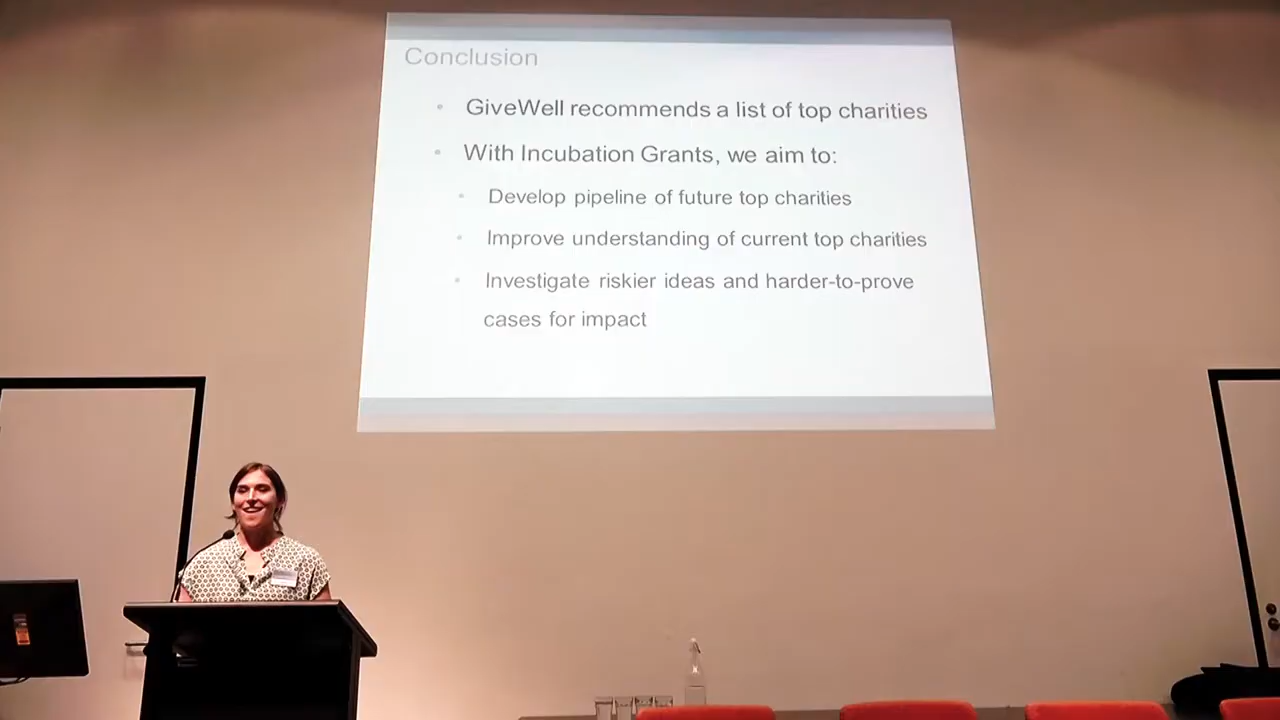 Conclusion
• GiveWell recommends a list of top charities
• With Incubation Grants, we aim to:
• Develop pipeline of future top charities
• Improve understanding of current top charities
• Investigate riskier ideas and harder-to-prove
cases for impact